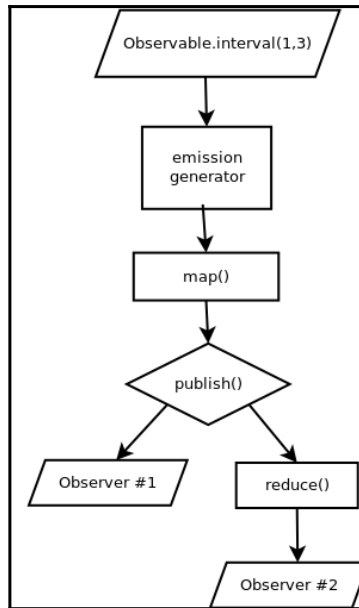 Observable.interval(1,3)
emission
generator
map()
publish()
Observer #1
reduce()
Observer #2